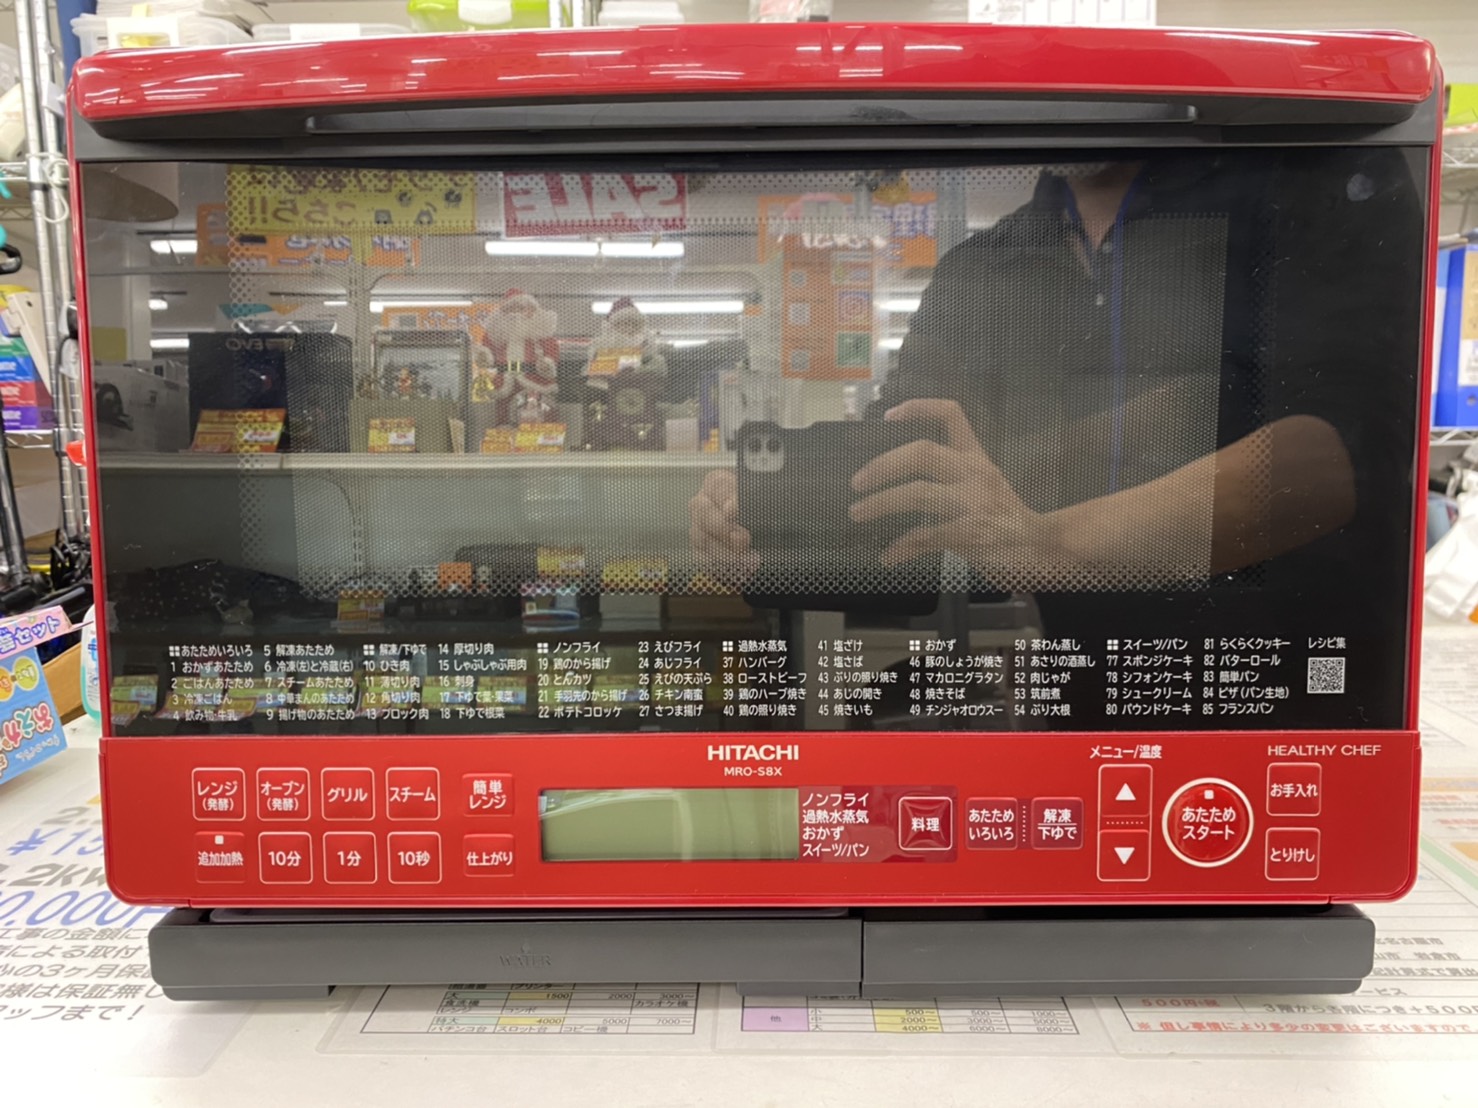 あたためいろいろ
1 おかずあたため
2 ごはんあたため
3 冷凍ごはん
4 飲み物·牛乳
5 解凍あたため
6 冷凍(左)と冷蔵(右)
7 スチームあたため
8 中華まんのあたため
9 揚げ物のあたため
解凍/下ゆで
10 ひき肉
11 薄切り肉
12 角切り肉
13 ブロック肉
14 厚切り肉
15 しゃぶしゃぶ用肉
16 刺身
17 下ゆで葉·果菜
18 下ゆで根菜
ノンフライ
19 鶏のから揚げ
20 とんカツ
21 手羽先のから揚げ
22 ポテトコロッケ
23 えびフライ
24 あじフライ
25 えびの天ぷら
26 チキン南蛮
27 さつま揚げ
過熱水蒸気
37 ハンバーグ
38 ローストビーフ
39 鶏のハーブ焼き
40 鶏の照り焼き
41 塩ざけ
42 塩さば
43 ぶりの照り焼き
44 あじの開き
45 焼きいも
おかず
46 豚のしょうが焼き
47 マカロニグラタン
48 焼きそば
49 チンジャオロウスー
50 茶わん蒸し
51 あさりの酒蒸し
52 肉じゃが
53 筑前煮
54 ぶり大根
スイーツ/パン
77 スポンジケーキ
78 シフォンケーキ
79 シュークリーム
80 パウンドケーキ
81 らくらくクッキー
82 バターロール
83 簡単パン
84 ピザ(パン生地)
85 フランスパン
レシピ集
HITACHI
MRO-S8X
メニュー/温度
HEALTHY CHEF
レンジ
(発酵)
オーブン
(発酵)
グリル
スチーム
簡単
レンジ
追加加熱
10分
1分
10秒
仕上がり
ノンフライ
過熱水蒸気
おかず
スイーツ/パン
料理
あたため
いろいろ
解凍
下ゆで
▲
▼
あたため
スタート
お手入れ
とりけし
WATER